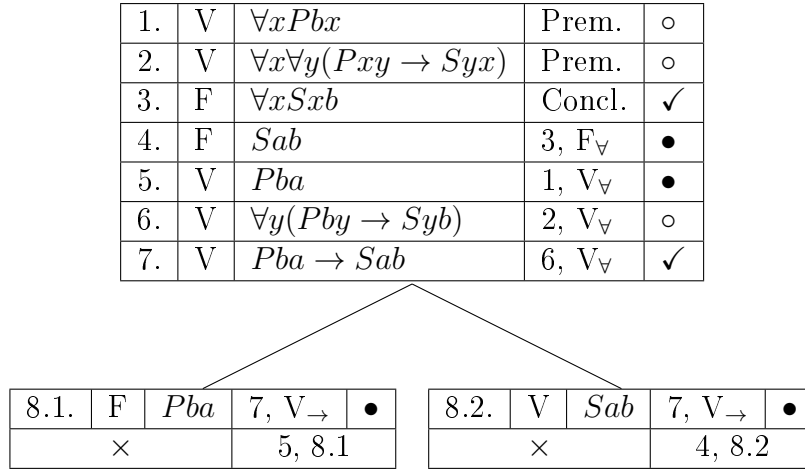 1. V ∀xPbx Prem. ○
2. V ∀x∀y(Pxy → Syx) Prem. ○
3. F ∀xSxb Concl. ✓
4. F Sab 3, F∀ ●
5. V Pba 1, V∀ ●
6. V ∀y(Pby → Syb) 2, V∀ ○
7. V Pba → Sab 6, V∀ ✓
8.1. F Pba 7, V→ ●
× 5, 8.1
8.2. V Sab 7, V→ ●
× 4, 8.2